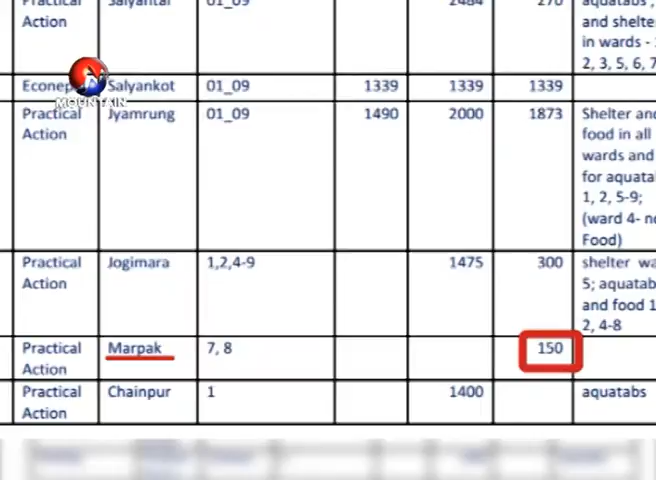 Practical Salyantar 01_09 2484 270 aquatabs,
Action and shelter
in wards -
2, 3, 5, 6, 7
Salyankot 01_09 1339 1339 1339
MOUNTAIN
Practical Jyamrung 01_09 1490 2000 1873 Shelter and
Action food in all
wards and
for aquata
1, 2, 5-9;
(ward 4- no
Food)
Practical Jogimara 1,2,4-9 1475 300 shelter wa
Action 5; aquatab
and food 1
2, 4-8
Practical Marpak 7, 8 150
Action
Practical Chainpur 1 1400 aquatabs
Action